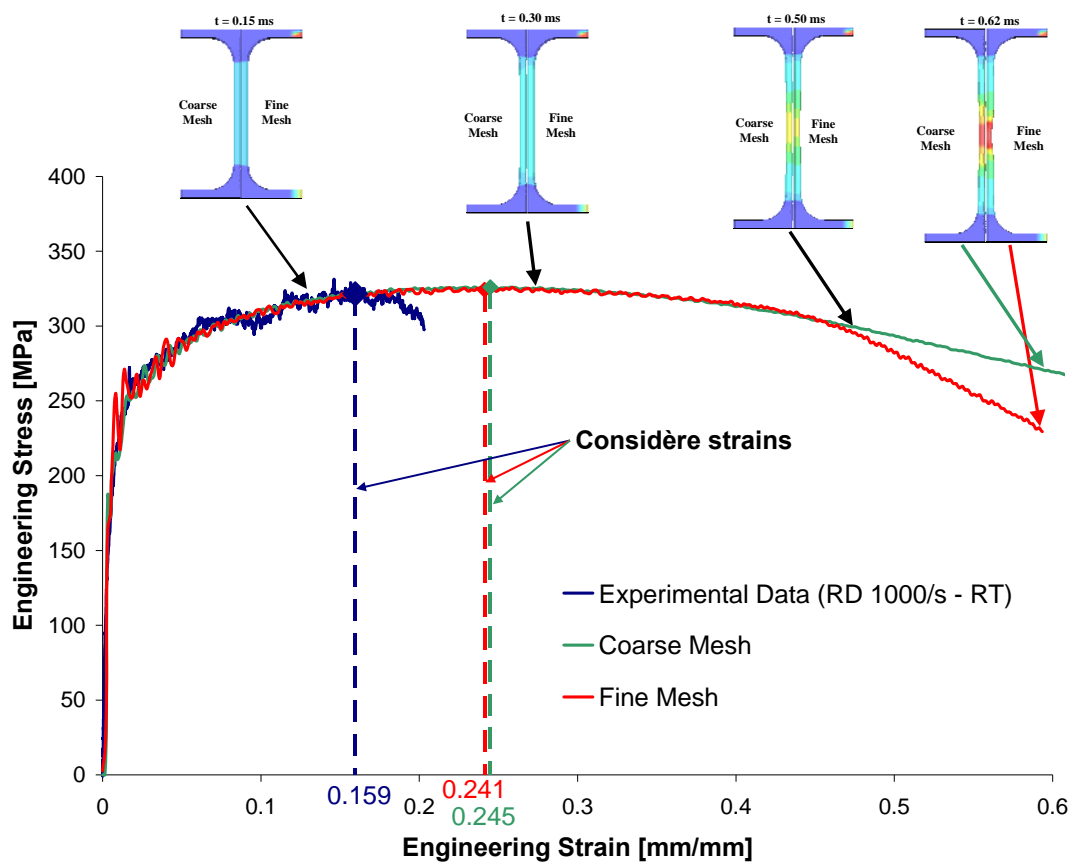 t = 0.15 ms
t = 0.30 ms
t = 0.50 ms
t = 0.62 ms
Coarse Mesh
Fine Mesh
Coarse Mesh
Fine Mesh
Coarse Mesh
Fine Mesh
Coarse Mesh
Fine Mesh
400
350
300
250
200
150
100
50
0
Engineering Stress [MPa]
Considère strains
Experimental Data (RD 1000/s - RT)
Coarse Mesh
Fine Mesh
0
0.1
0.159
0.2
0.241
0.245
0.3
0.4
0.5
0.6
Engineering Strain [mm/mm]